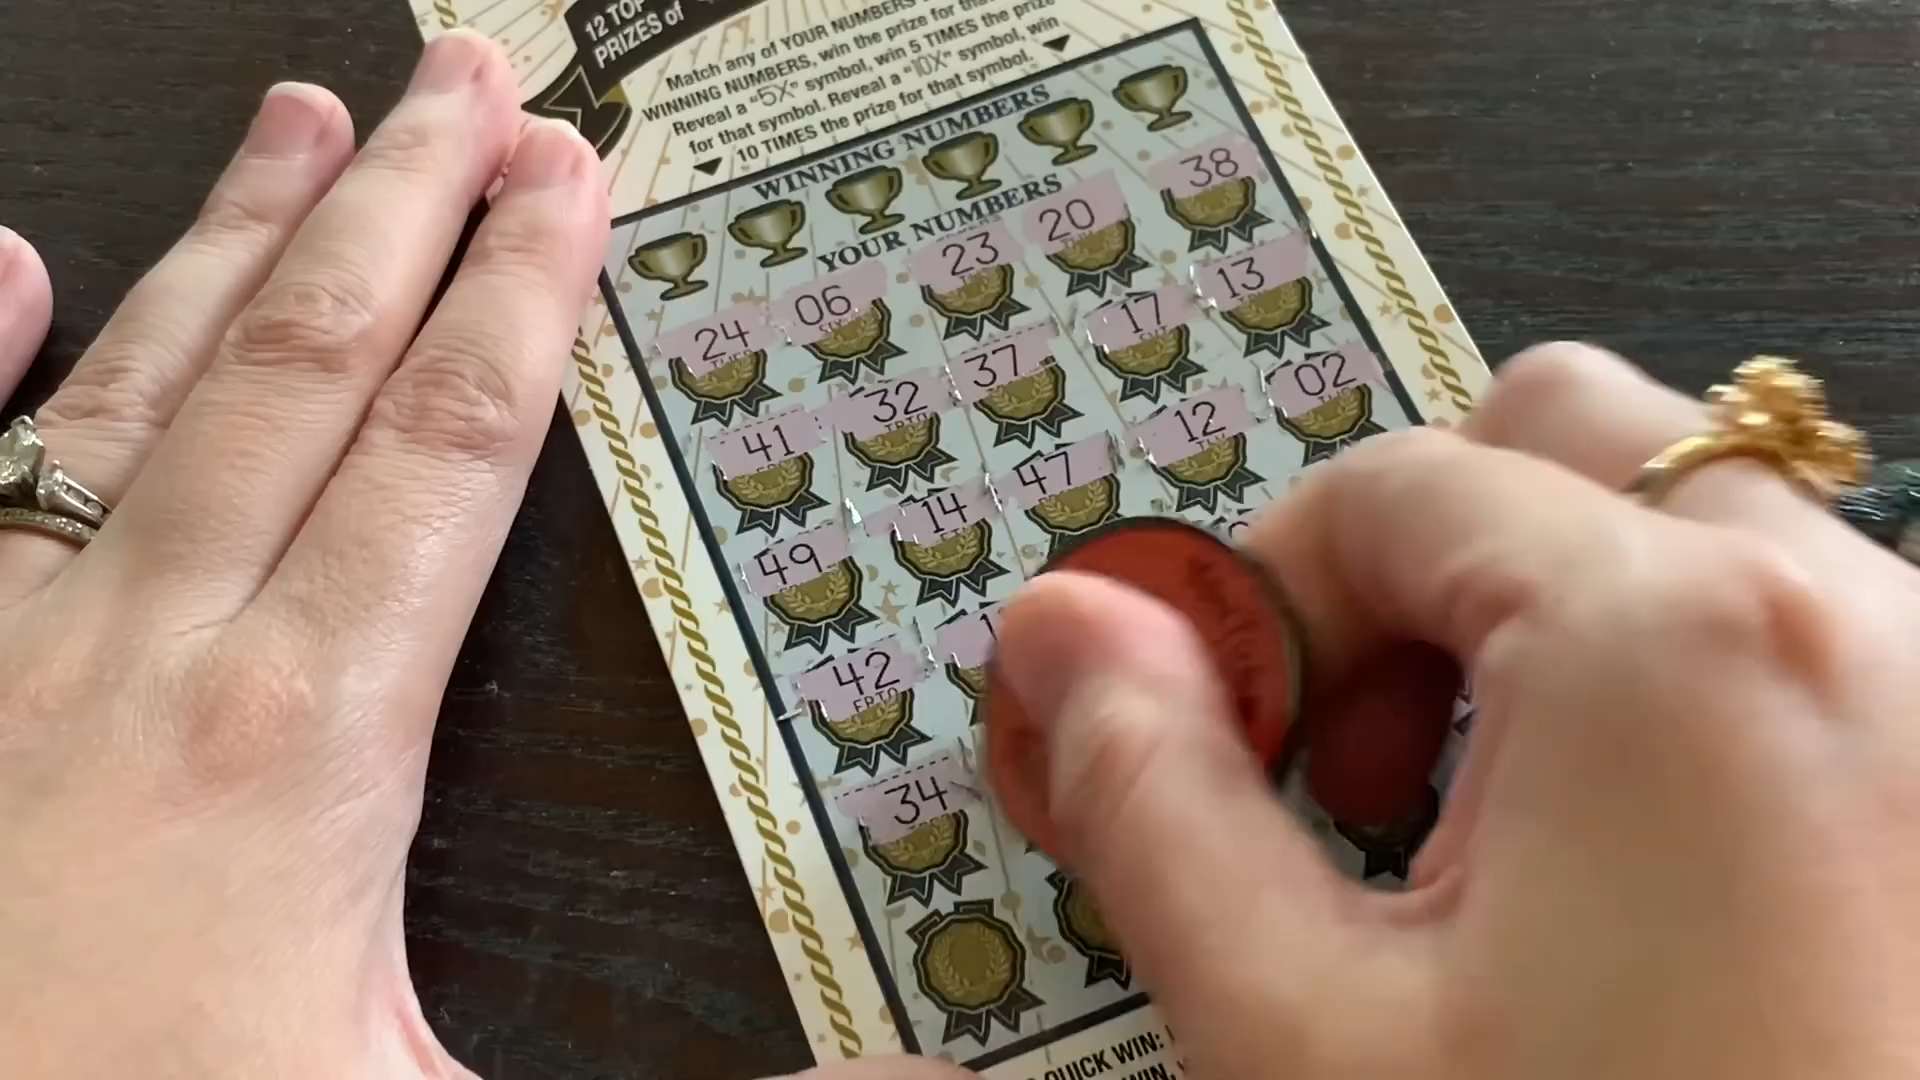 12 TOP
PRIZES of
Match any of YOUR NUMBERS
WINNING NUMBERS, win the prize for that
Reveal a "5X" symbol, win 5 TIMES the prize
for that symbol. Reveal a "10X" symbol, win
10 TIMES the prize for that symbol.
WINNING NUMBERS
YOUR NUMBERS
24 06 23 20 38
41 32 37 17 13
49 14 47 12 02
42
FRTO
34
QUICK WIN:
WIN,